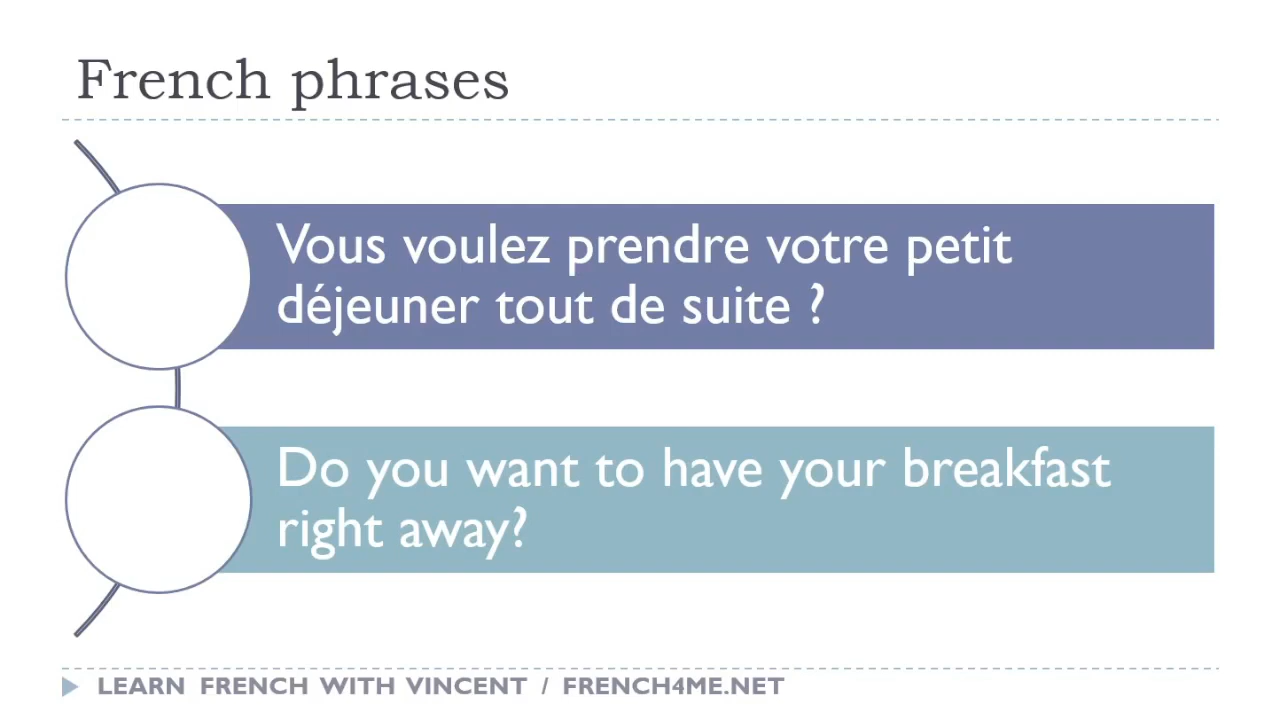 French phrases
Vous voulez prendre votre petit
déjeuner tout de suite ?
Do you want to have your breakfast
right away?
LEARN FRENCH WITH VINCENT / FRENCH4ME.NET